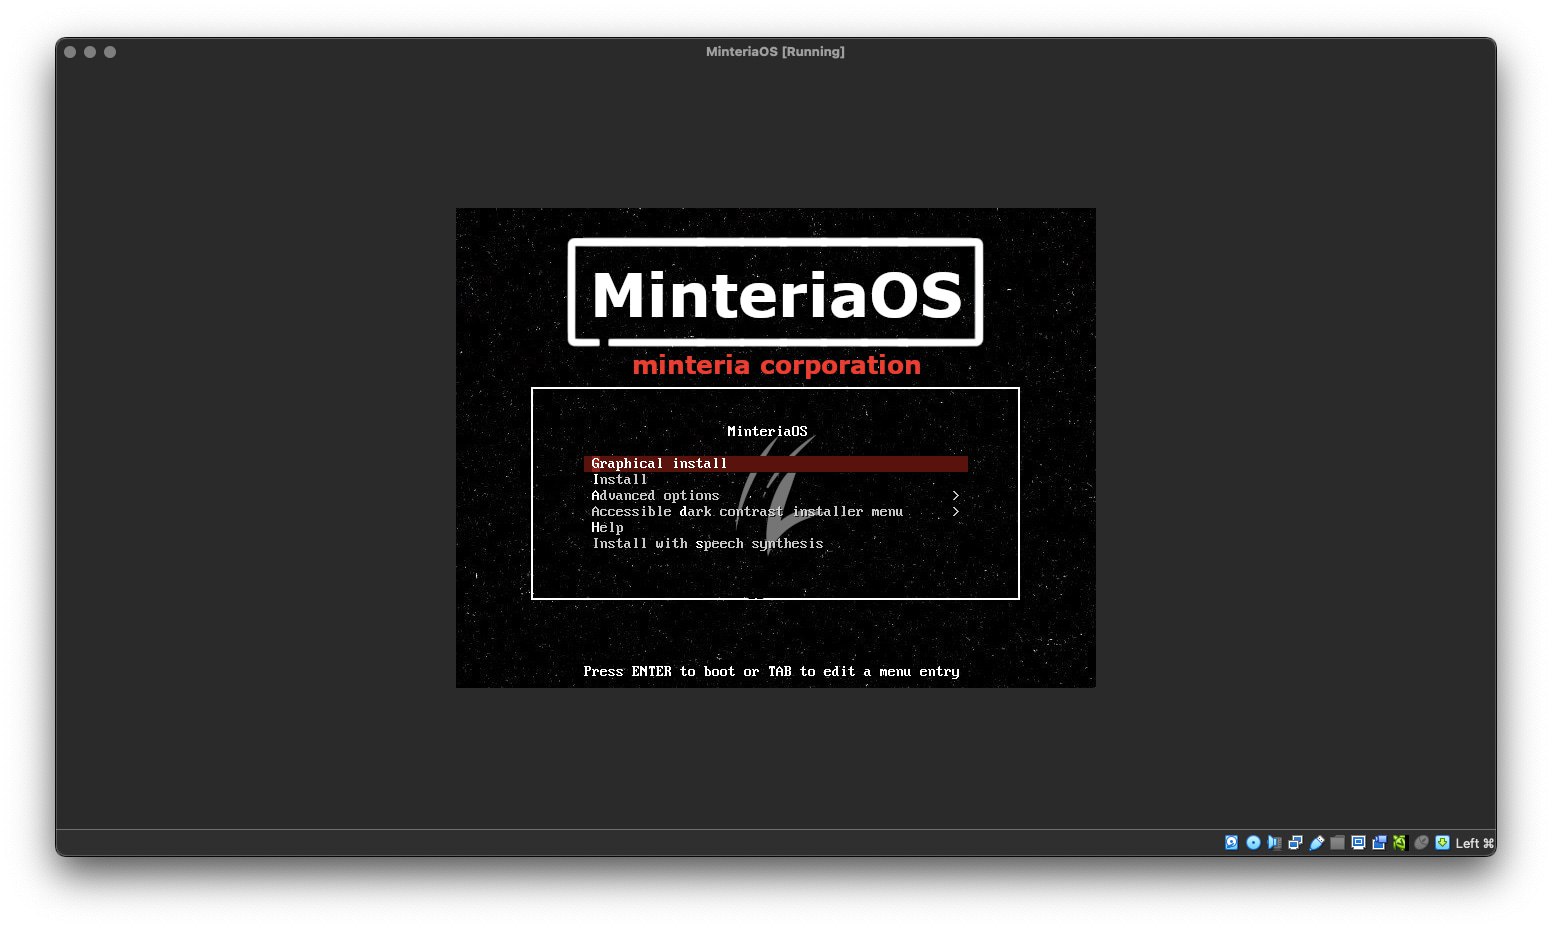 MinteriaOS [Running]
MinteriaOS
minteria corporation
MinteriaOS
Graphical install
Install
Advanced options >
Accessible dark contrast installer menu >
Help
Install with speech synthesis
Press ENTER to boot or TAB to edit a menu entry
Left ⌘